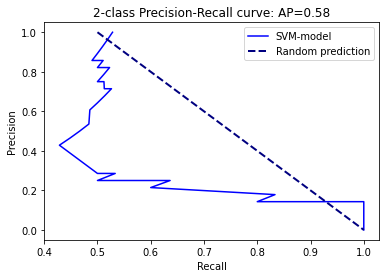 2-class Precision-Recall curve: AP=0.58
SVM-model
Random prediction
Precision
1.0
0.8
0.6
0.4
0.2
0.0
0.4 0.5 0.6 0.7 0.8 0.9 1.0
Recall